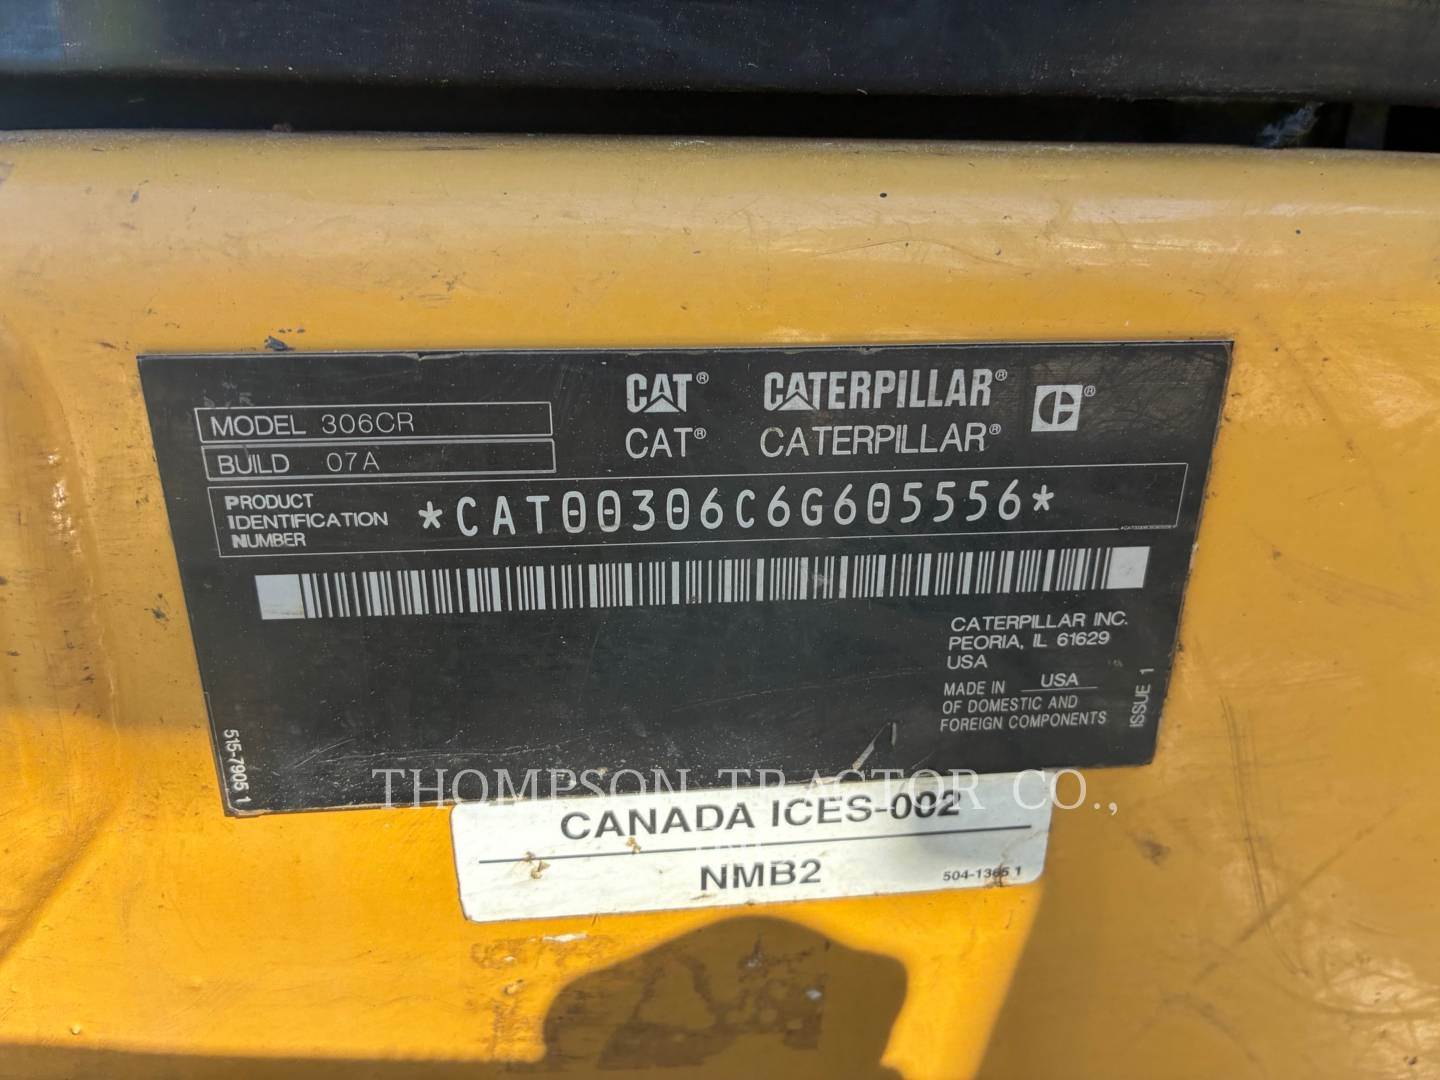 CAT® CATERPILLAR® C®
CAT® CATERPILLAR®
MODEL 306CR
BUILD 07A
PRODUCT
IDENTIFICATION
NUMBER
*CAT00306C6G605556*
CATERPILLAR INC.
PEORIA, IL 61629
USA
MADE IN USA
OF DOMESTIC AND
FOREIGN COMPONENTS
ISSUE 1
515-7905 1
THOMPSON TRACTOR CO.,
CANADA ICES-002
NMB2
504-1365 1